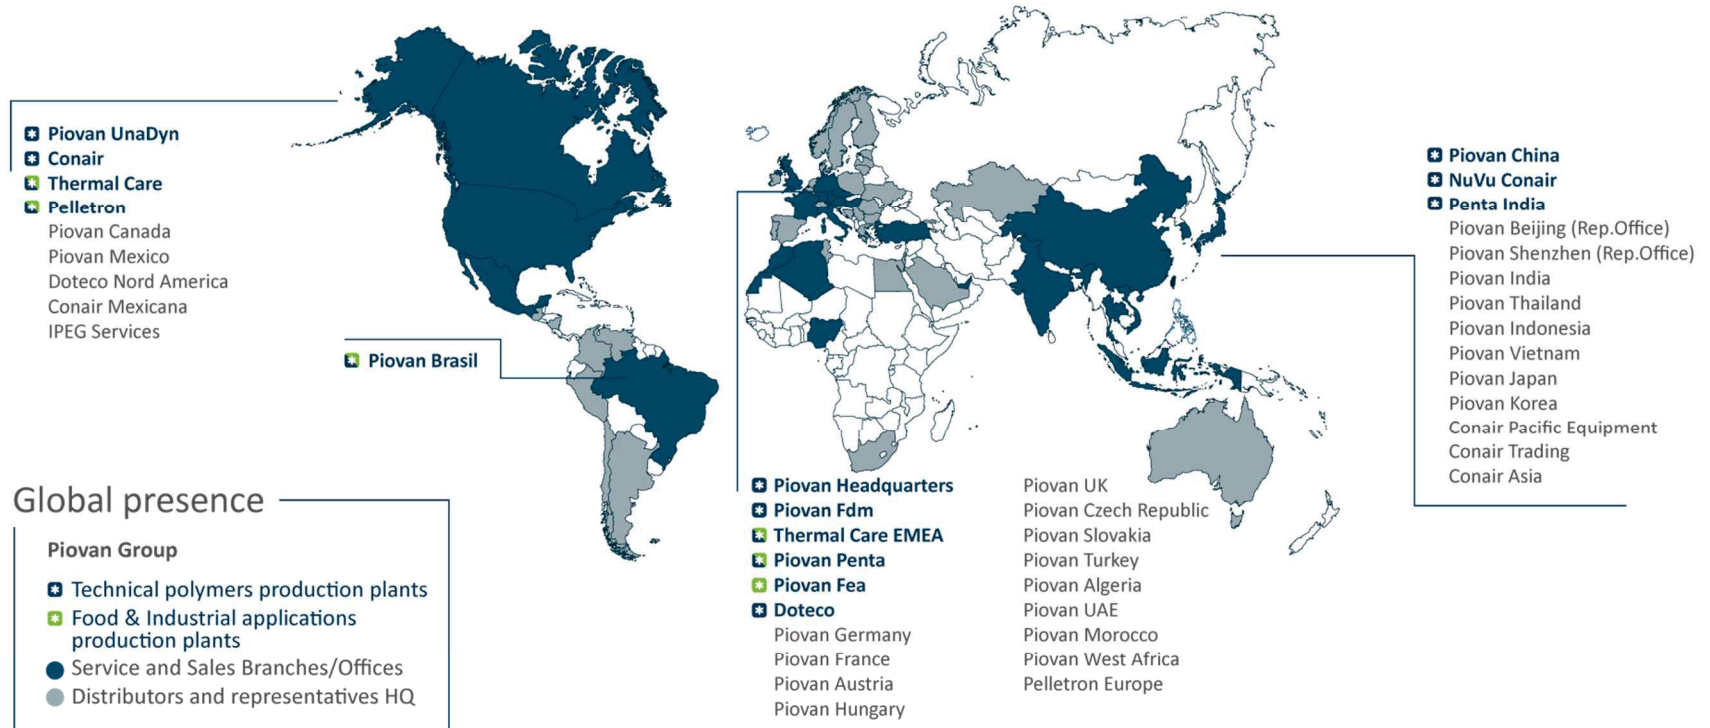 Piovan UnaDyn
Conair
Thermal Care
Pelletron
Piovan Canada
Piovan Mexico
Doteco Nord America
Conair Mexicana
IPEG Services
Piovan Brasil
Global presence
Piovan Group
Technical polymers production plants
Food & Industrial applications
production plants
Service and Sales Branches/Offices
Distributors and representatives HQ
Piovan Headquarters
Piovan Fdm
Thermal Care EMEA
Piovan Penta
Piovan Fea
Doteco
Piovan Germany
Piovan France
Piovan Austria
Piovan Hungary
Piovan UK
Piovan Czech Republic
Piovan Slovakia
Piovan Turkey
Piovan Algeria
Piovan UAE
Piovan Morocco
Piovan West Africa
Pelletron Europe
Piovan China
NuVu Conair
Penta India
Piovan Beijing (Rep.Office)
Piovan Shenzhen (Rep.Office)
Piovan India
Piovan Thailand
Piovan Indonesia
Piovan Vietnam
Piovan Japan
Piovan Korea
Conair Pacific Equipment
Conair Trading
Conair Asia